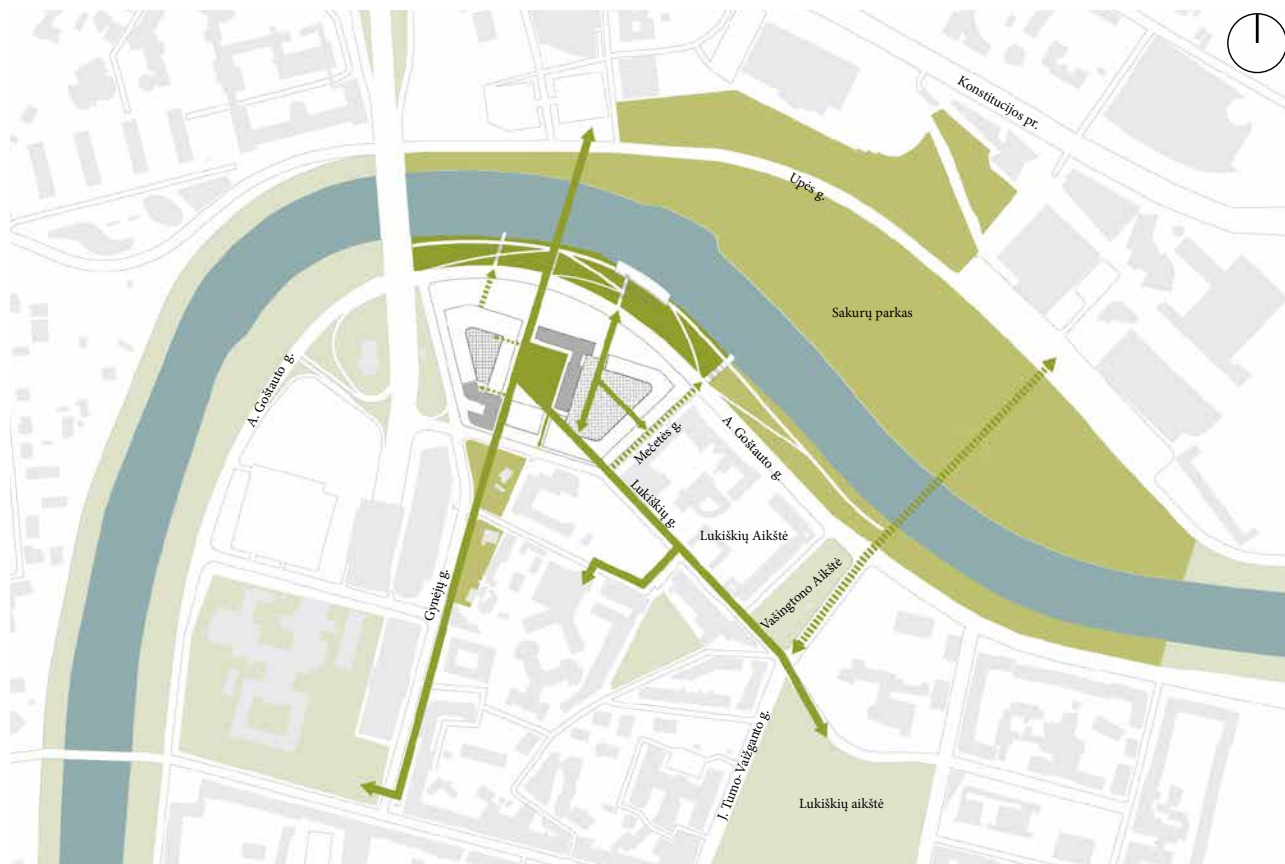 Konstitucijos pr.
Upės g.
Sakurų parkas
A. Goštauto g.
Mečetės g.
A. Goštauto g.
Lukiškių g.
Lukiškių Aikštė
Gynėjų g.
Vašingtono Aikštė
J. Tumo-Vaižganto g.
Lukiškių aikštė